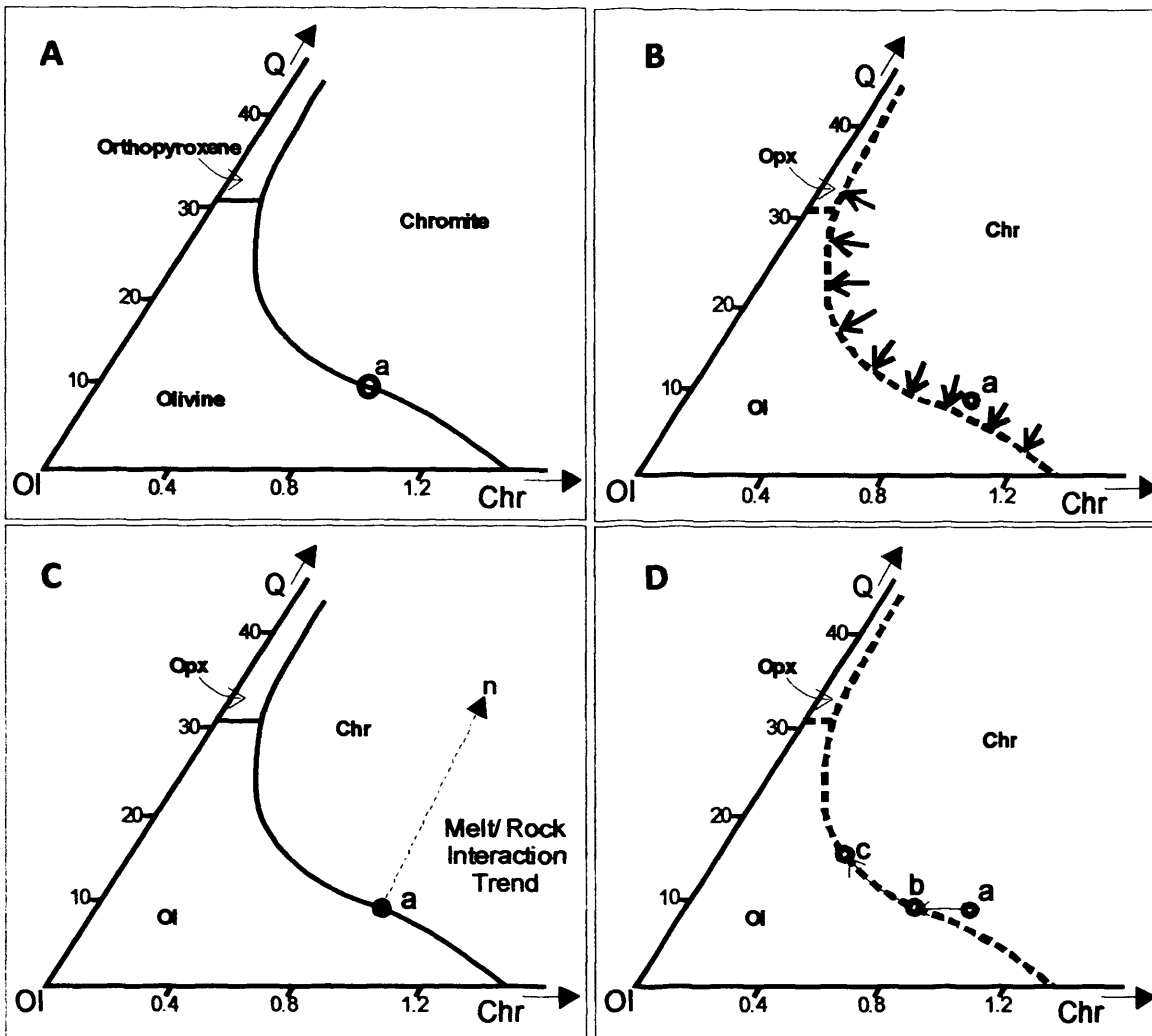 A
Q
40
Orthopyroxene
30
Chromite
20
a
10
Olivine
Ol
0.4
0.8
1.2
Chr
B
Q
40
Opx
30
Chr
20
a
10
Ol
Ol
0.4
0.8
1.2
Chr
C
Q
40
Opx
n
30
Chr
20
Melt/ Rock
Interaction
Trend
10
a
Ol
Ol
0.4
0.8
1.2
Chr
D
Q
40
Opx
30
Chr
20
c
b
a
10
Ol
Ol
0.4
0.8
1.2
Chr